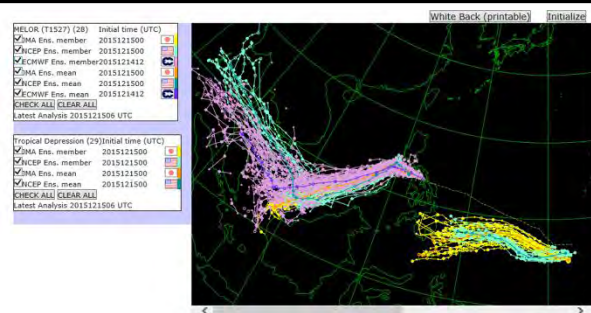 White Back (printable) Initialize
MELOR (T1527) (28) Initial time (UTC)
JMA Ens. member 2015121500
NCEP Ens. member 2015121500
ECMWF Ens. member 2015121412
JMA Ens. mean 2015121500
NCEP Ens. mean 2015121500
ECMWF Ens. mean 2015121412
CHECK ALL CLEAR ALL
Latest Analysis 2015121506 UTC
Tropical Depression (29) Initial time (UTC)
JMA Ens. member 2015121500
NCEP Ens. member 2015121500
JMA Ens. mean 2015121500
NCEP Ens. mean 2015121500
CHECK ALL CLEAR ALL
Latest Analysis 2015121506 UTC